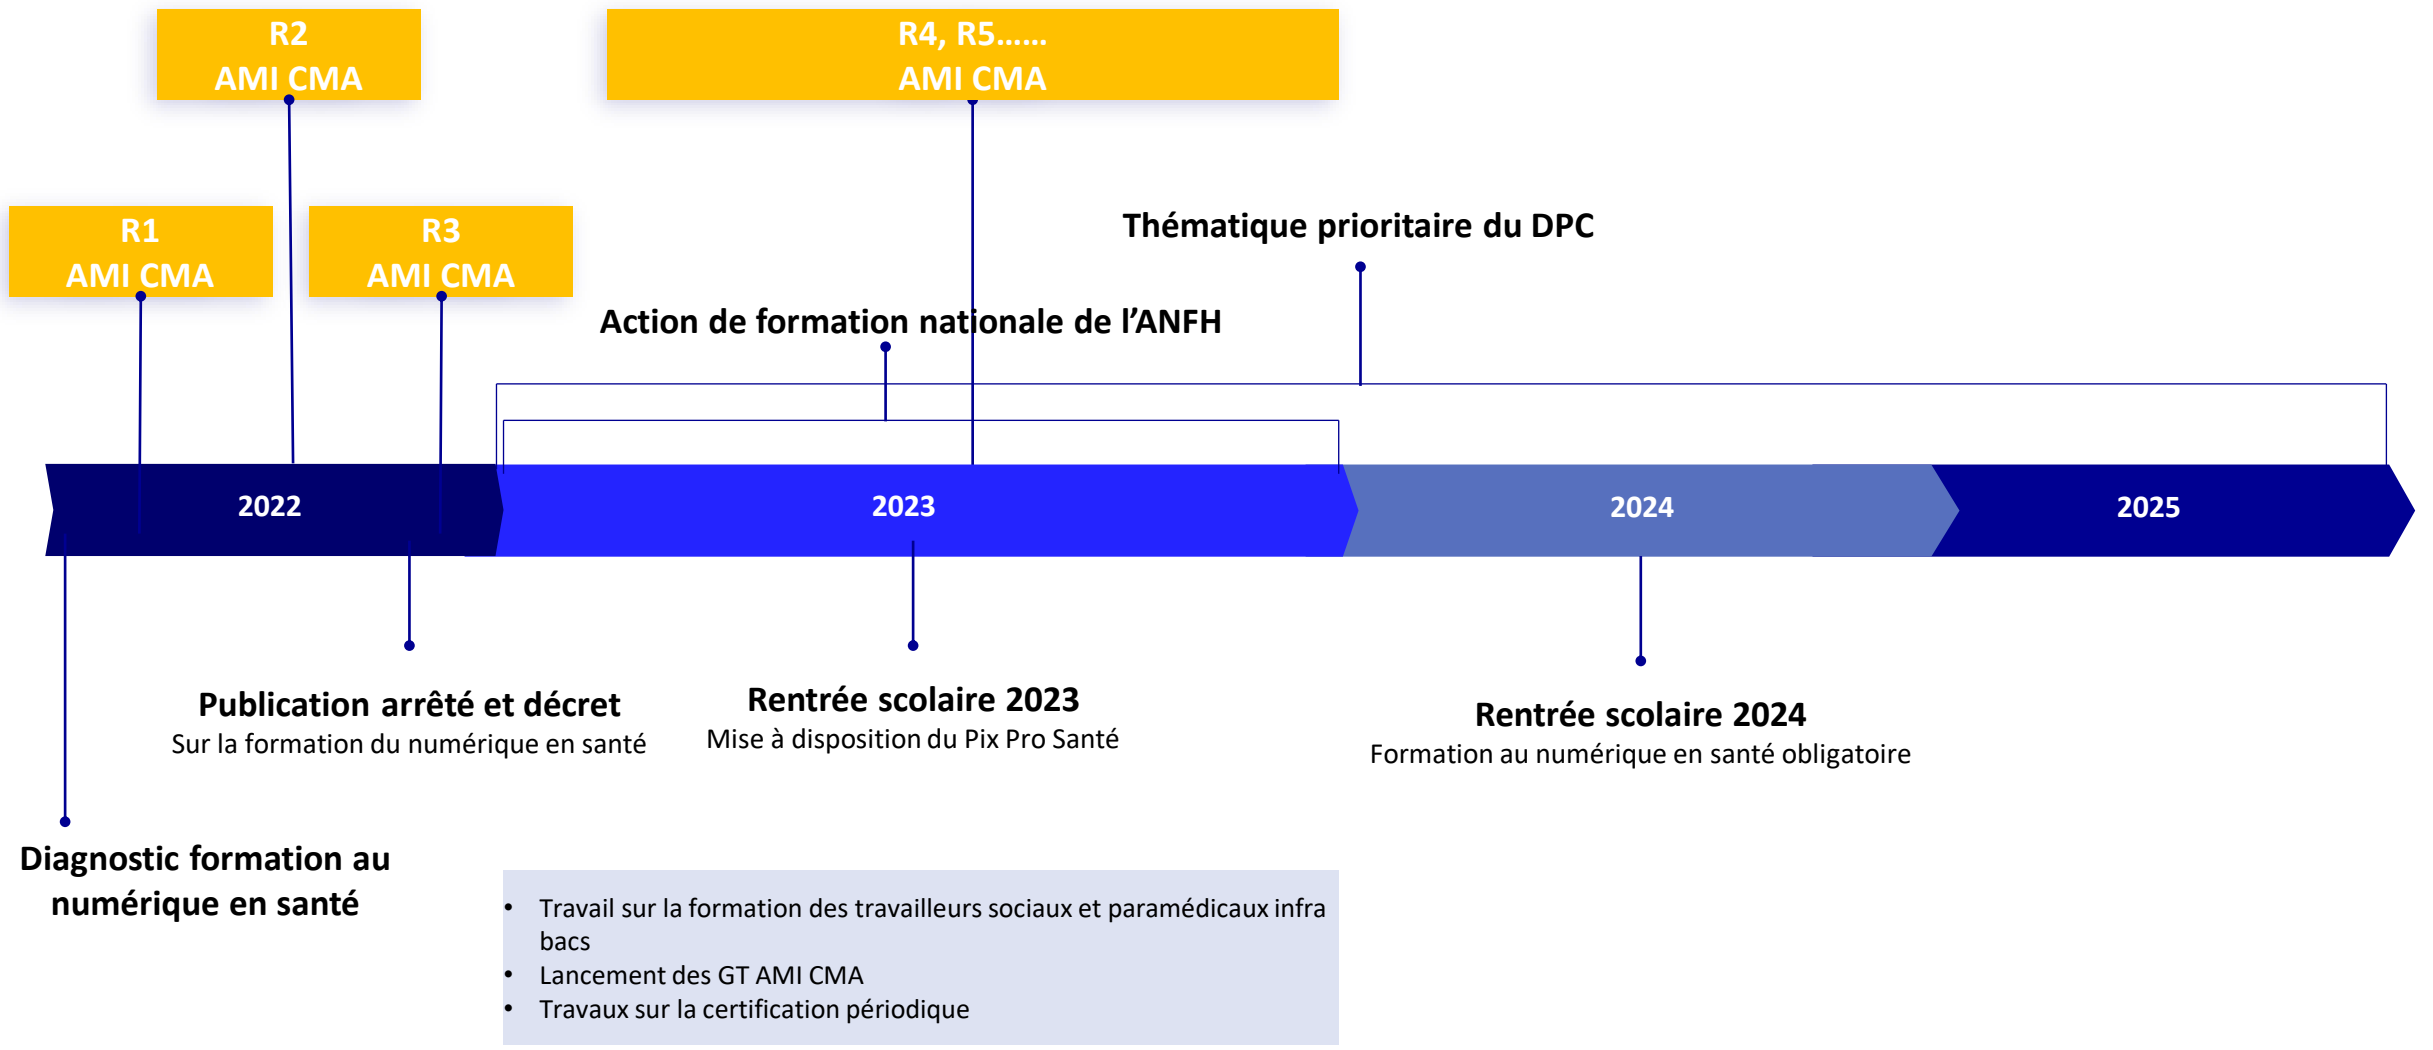 R2
AMI CMA
R4, R5......
AMI CMA
R1
AMI CMA
R3
AMI CMA
Thématique prioritaire du DPC
Action de formation nationale de l’ANFH
2022
2023
2024
2025
Publication arrêté et décret
Sur la formation du numérique en santé
Rentrée scolaire 2023
Mise à disposition du Pix Pro Santé
Rentrée scolaire 2024
Formation au numérique en santé obligatoire
Diagnostic formation au
numérique en santé
• Travail sur la formation des travailleurs sociaux et paramédicaux infra
bacs
• Lancement des GT AMI CMA
• Travaux sur la certification périodique